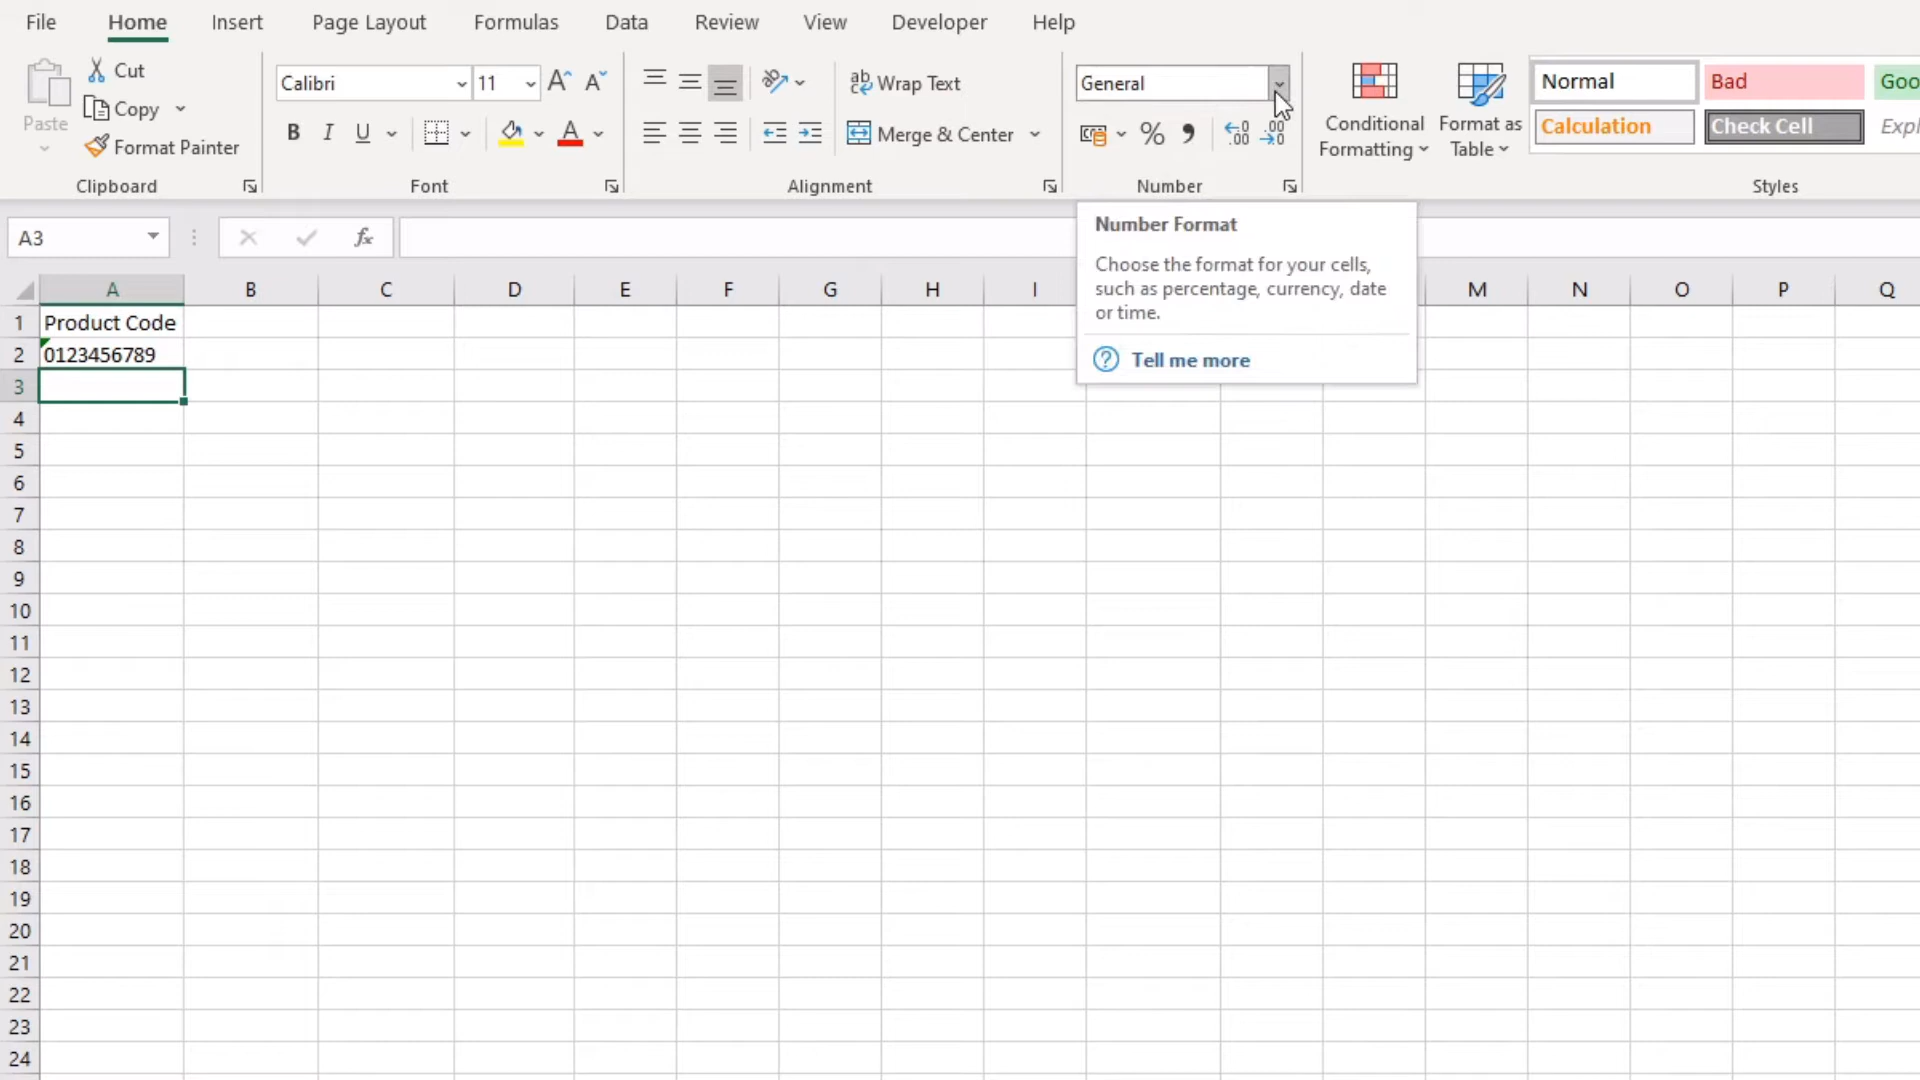 File Home Insert Page Layout Formulas Data Review View Developer Help
Paste
Cut
Copy
Format Painter
Clipboard
Calibri 11
B I U
Font
Wrap Text
Merge & Center
Alignment
General
%
Number
Conditional Formatting
Format as Table
Normal Bad Goo
Calculation Check Cell Expl
Styles
A3 fx
Number Format
Choose the format for your cells,
such as percentage, currency, date
or time.
Tell me more
A B C D E F G H I M N O P Q
1 Product Code
2 0123456789
3
4
5
6
7
8
9
10
11
12
13
14
15
16
17
18
19
20
21
22
23
24